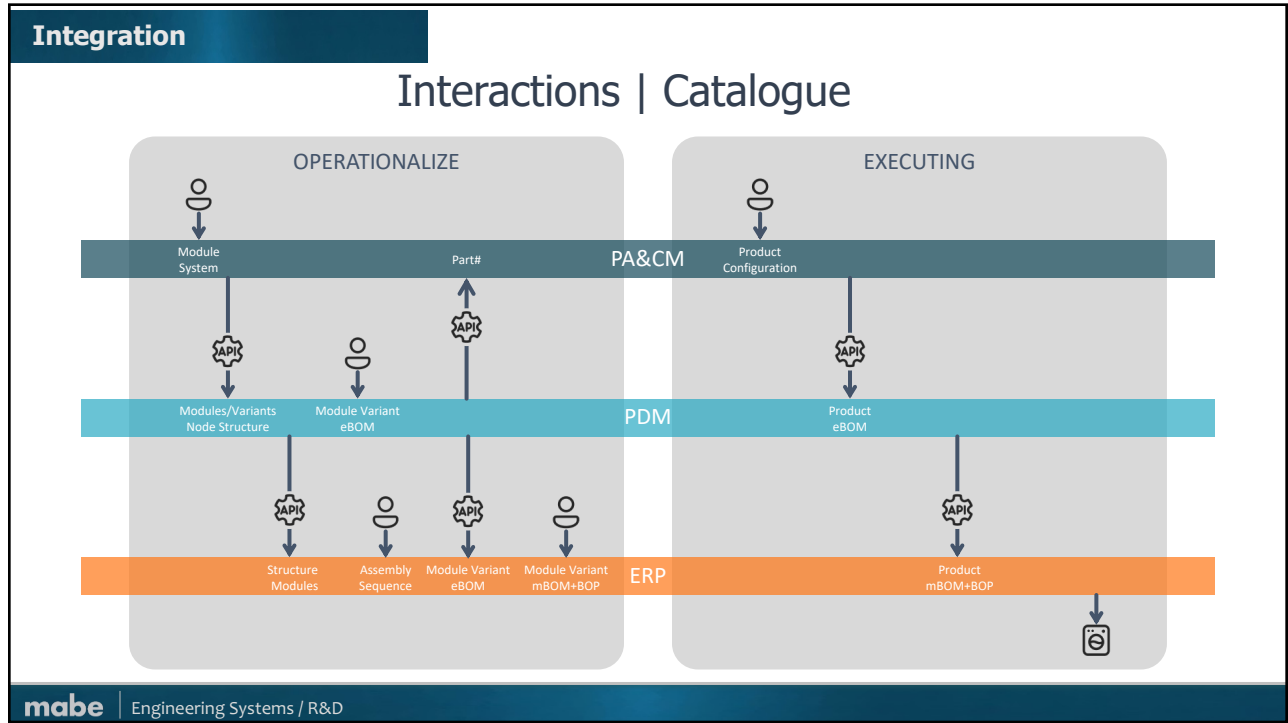 Integration
Interactions | Catalogue
OPERATIONALIZE
EXECUTING
Module
System
Part#
PA&CM
Product
Configuration
API
API
API
Modules/Variants
Node Structure
Module Variant
eBOM
PDM
Product
eBOM
API
API
API
Structure
Modules
Assembly
Sequence
Module Variant
eBOM
Module Variant
mBOM+BOP
ERP
Product
mBOM+BOP
mabe
Engineering Systems / R&D